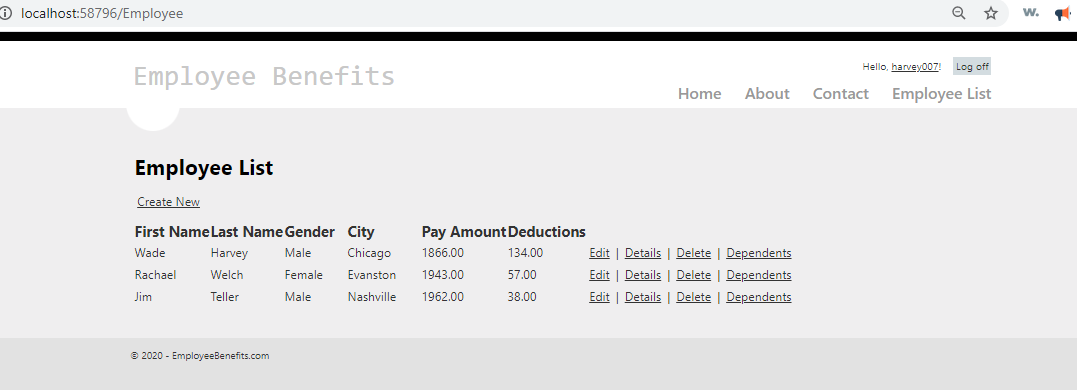 localhost:58796/Employee
w.
Employee Benefits
Hello, harvey007! Log off
Home About Contact Employee List
Employee List
Create New
First Name Last Name Gender City Pay Amount Deductions
Wade Harvey Male Chicago 1866.00 134.00 Edit | Details | Delete | Dependents
Rachael Welch Female Evanston 1943.00 57.00 Edit | Details | Delete | Dependents
Jim Teller Male Nashville 1962.00 38.00 Edit | Details | Delete | Dependents
© 2020 - EmployeeBenefits.com